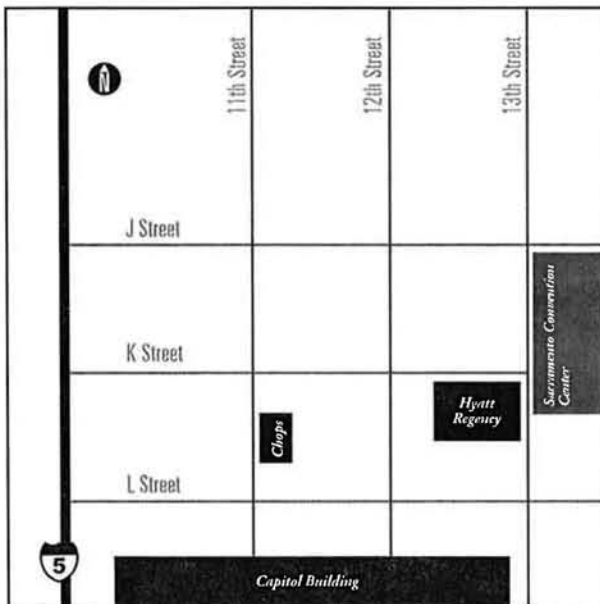 11th Street
12th Street
13th Street
N
J Street
K Street
L Street
Sacramento Convention
Center
Hyatt
Regency
Chops
5
Capitol Building